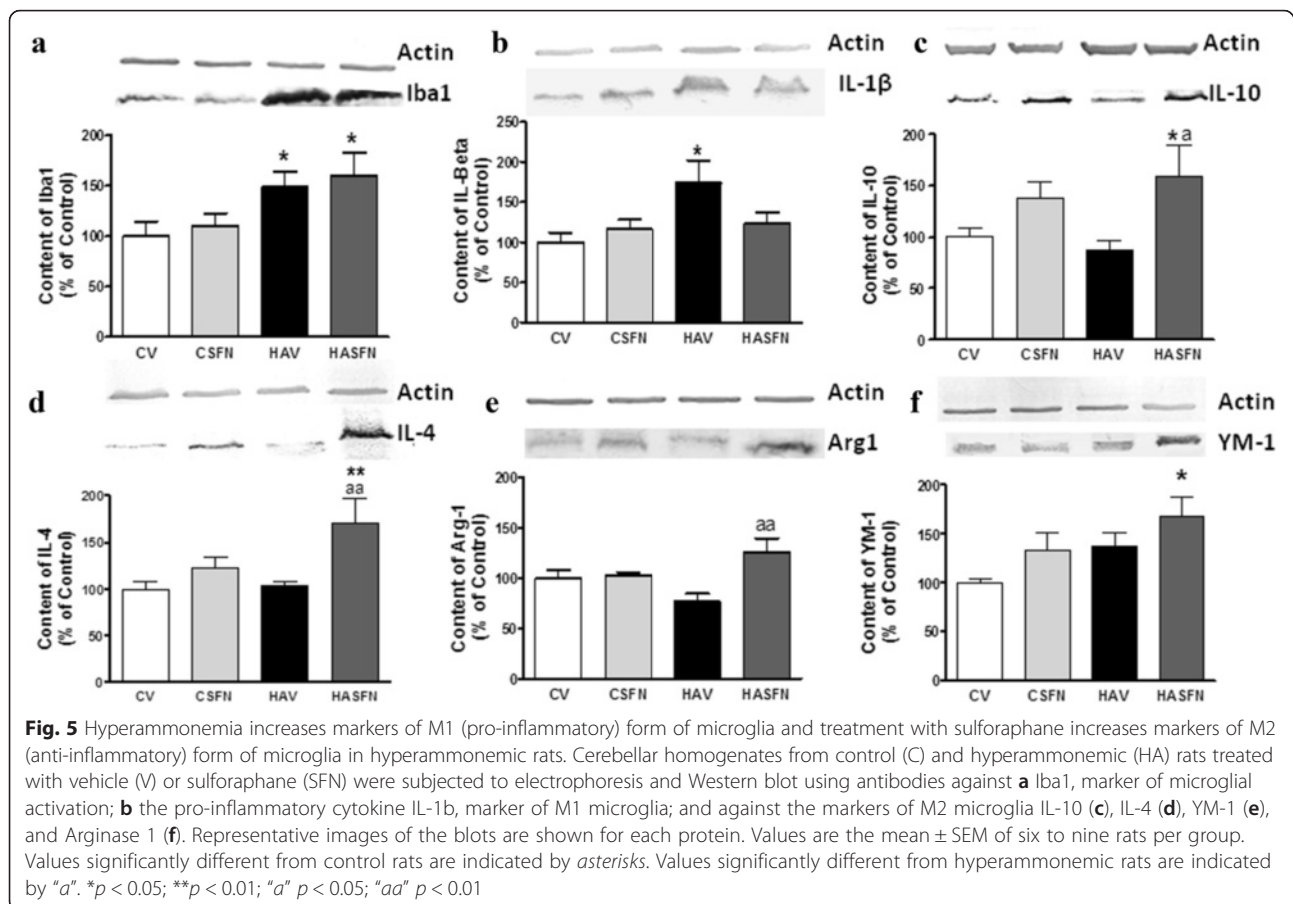 a
Actin
Iba1
Content of Iba1
(% of Control)
200
150
100
50
0
*
*
CV CSFN HAV HASFN
b
Actin
IL-1β
Content of IL-Beta
(% of Control)
200
150
100
50
0
*
CV CSFN HAV HASFN
c
Actin
IL-10
Content of IL-10
(% of Control)
200
150
100
50
0
* a
CV CSFN HAV HASFN
d
Actin
IL-4
Content of IL-4
(% of Control)
200
150
100
50
0
**
aa
CV CSFN HAV HASFN
e
Actin
Arg1
Content of Arg-1
(% of Control)
200
150
100
50
0
aa
CV CSFN HAV HASFN
f
Actin
YM-1
Content of YM-1
(% of Control)
200
150
100
50
0
*
CV CSFN HAV HASFN
Fig. 5 Hyperammonemia increases markers of M1 (pro-inflammatory) form of microglia and treatment with sulforaphane increases markers of M2
(anti-inflammatory) form of microglia in hyperammonemic rats. Cerebellar homogenates from control (C) and hyperammonemic (HA) rats treated
with vehicle (V) or sulforaphane (SFN) were subjected to electrophoresis and Western blot using antibodies against a Iba1, marker of microglial
activation; b the pro-inflammatory cytokine IL-1b, marker of M1 microglia; and against the markers of M2 microglia IL-10 (c), IL-4 (d), YM-1 (e),
and Arginase 1 (f). Representative images of the blots are shown for each protein. Values are the mean ± SEM of six to nine rats per group.
Values significantly different from control rats are indicated by asterisks. Values significantly different from hyperammonemic rats are indicated
by "a". *p < 0.05; **p < 0.01; "a" p < 0.05; "aa" p < 0.01